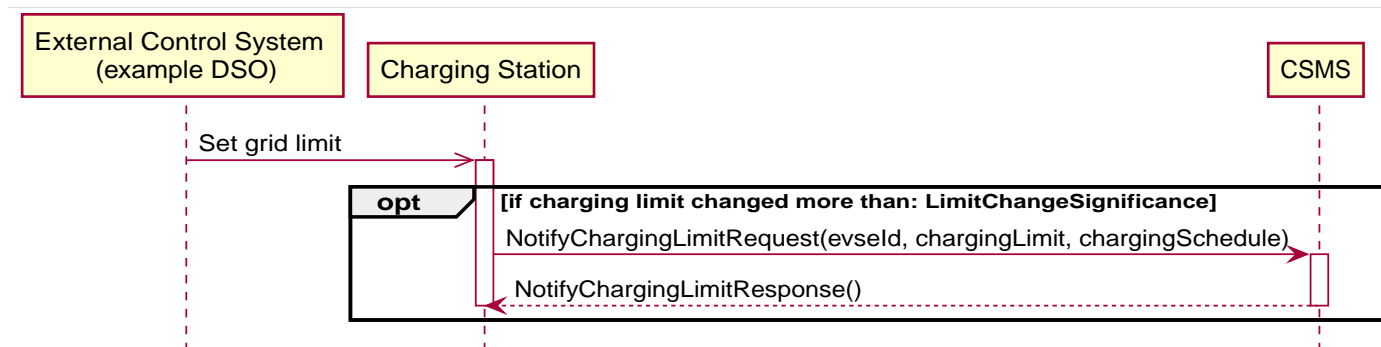 External Control System
(example DSO)
Charging Station
CSMS
Set grid limit
opt
[if charging limit changed more than: LimitChangeSignificance]
NotifyChargingLimitRequest(evseId, chargingLimit, chargingSchedule)
NotifyChargingLimitResponse()